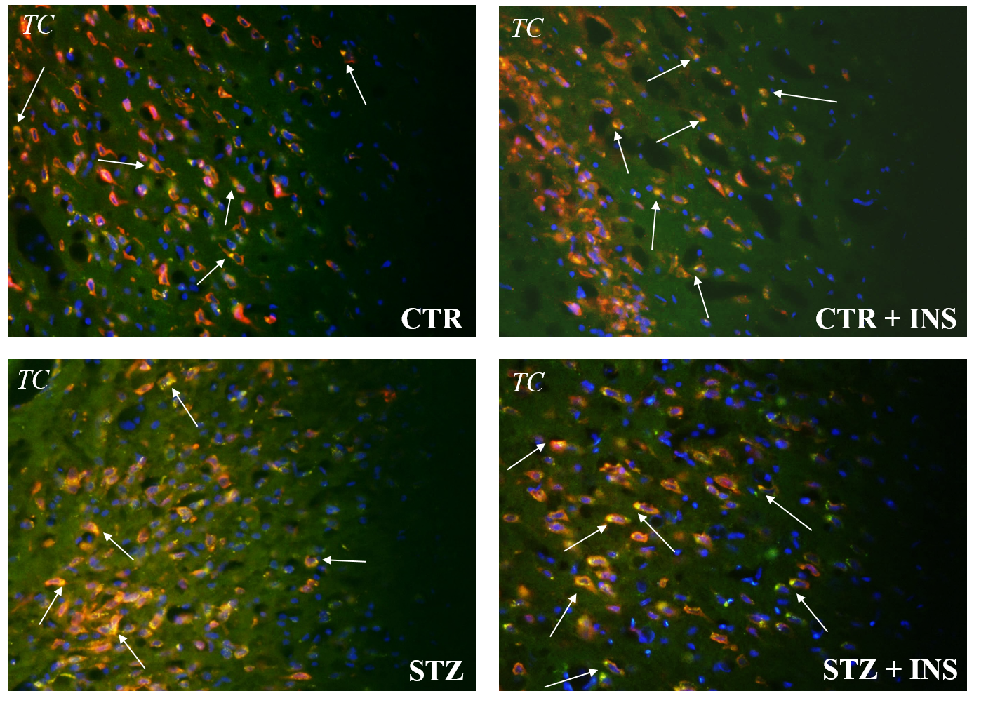 TC
CTR
TC
CTR + INS
TC
STZ
TC
STZ + INS